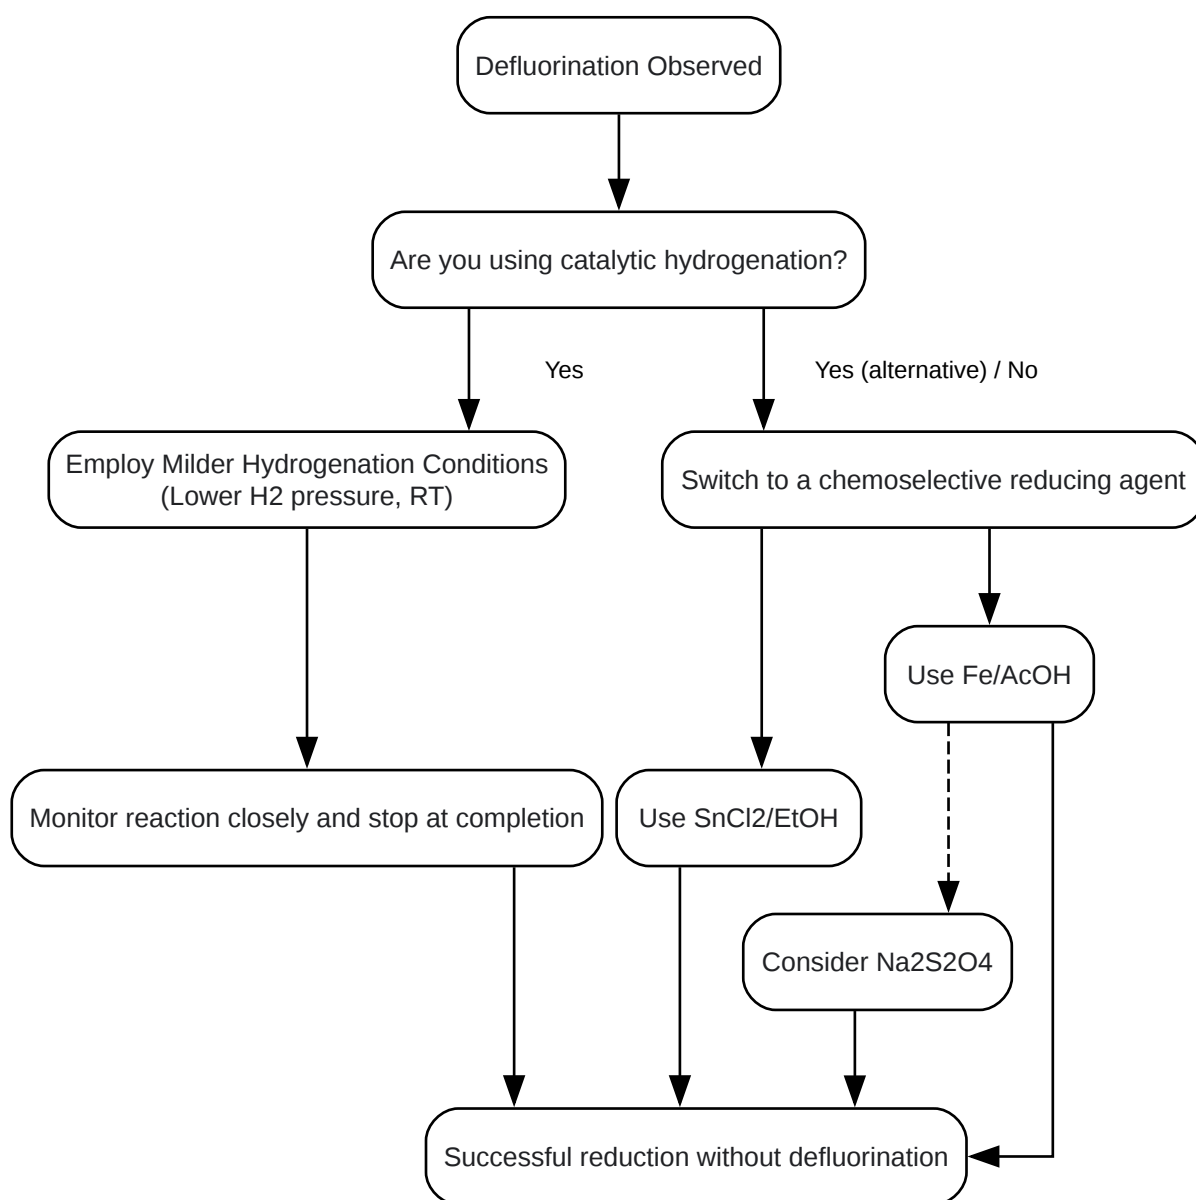 Defluorination Observed
Are you using catalytic hydrogenation?
Yes
Yes (alternative) / No
Employ Milder Hydrogenation Conditions
(Lower H2 pressure, RT)
Switch to a chemoselective reducing agent
Use Fe/AcOH
Monitor reaction closely and stop at completion
Use SnCl2/EtOH
Consider Na2S2O4
Successful reduction without defluorination